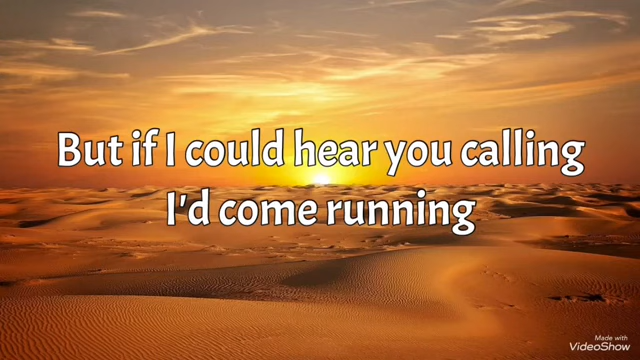 But if I could hear you calling
I'd come running
Made with
VideoShow